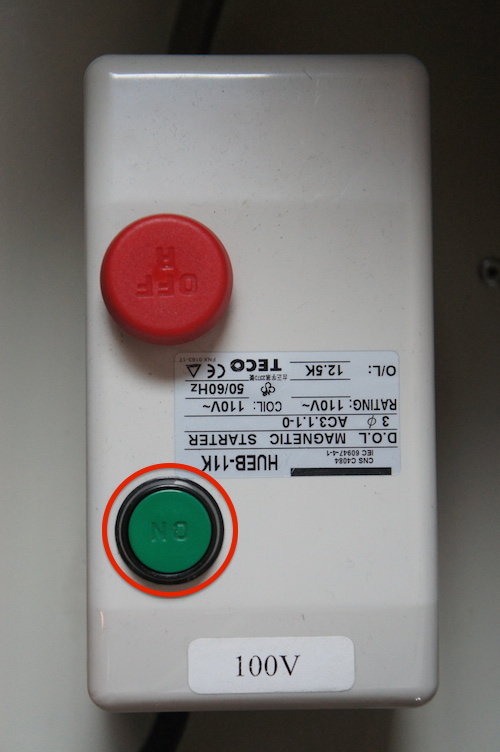 R
OFF
CNS C4084
IEC 60947-4-1
HUEB-11K
D.O.L MAGNETIC STARTER
3 ϕ AC3.1.1-0
RATING: 110V~ COIL: 110V~
50/60Hz
O/L: 12.5K TECO
ON
100V